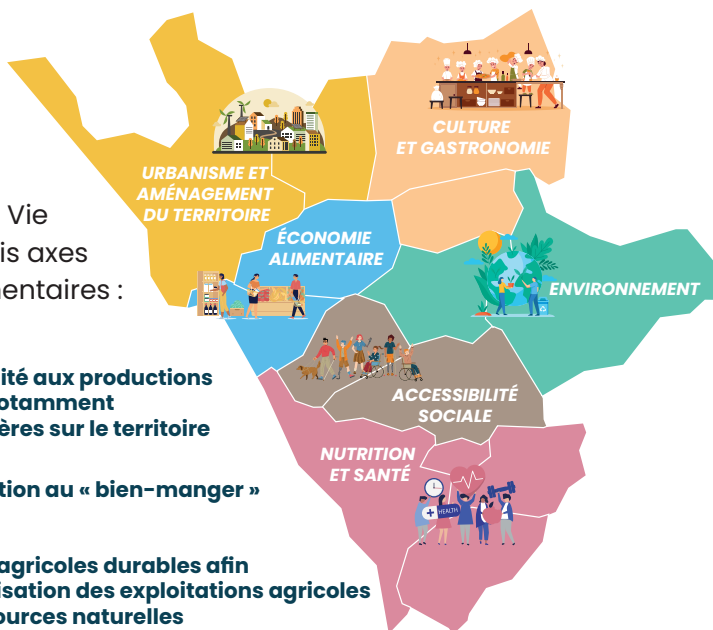 CULTURE
ET GASTRONOMIE
URBANISME ET
AMÉNAGEMENT
DU TERRITOIRE
Vie
is axes
nentaires :
ÉCONOMIE
ALIMENTAIRE
ENVIRONNEMENT
ité aux productions
notamment
ères sur le territoire
ACCESSIBILITÉ
SOCIALE
NUTRITION
ET SANTÉ
HEALTH
tion au « bien-manger »
agricoles durables afin
isation des exploitations agricoles
ources naturelles